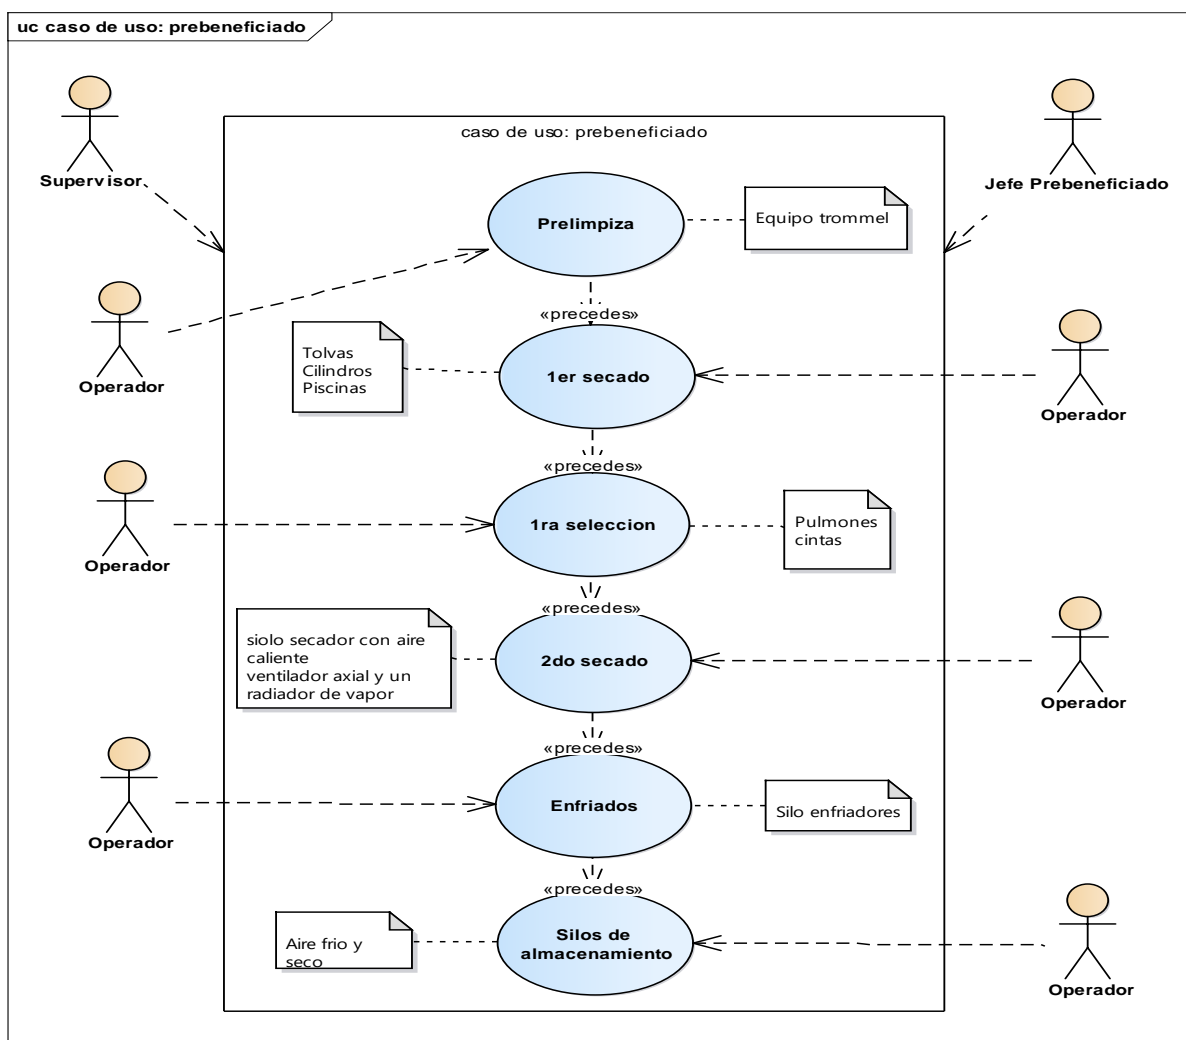 uc caso de uso: prebeneficiado
caso de uso: prebeneficiado
Supervisor
Jefe Prebeneficiado
Prelimpiza
Equipo trommel
«precedes»
Operador
Tolvas
Cilindros
Piscinas
1er secado
Operador
«precedes»
Operador
1ra seleccion
Pulmones
cintas
«precedes»
siolo secador con aire
caliente
ventilador axial y un
radiador de vapor
2do secado
Operador
«precedes»
Operador
Enfriados
Silo enfriadores
«precedes»
Aire frio y
seco
Silos de
almacenamiento
Operador